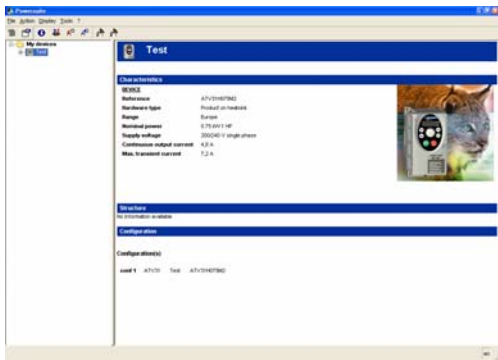 Powersuite
File Action Display Tools ?
My devices
Test
Test
Characteristics
DEVICE
Reference ATV31H075M2
Hardware type Product on heatsink
Range Europe
Nominal power 0.75 kW/1 HP
Supply voltage 200/240 V single phase
Continuous output current 4,8 A
Max. transient current 7,2 A
Structure
No information available
Configuration
Configuration(s)
conf 1 ATV31 Test ATV31H075M2